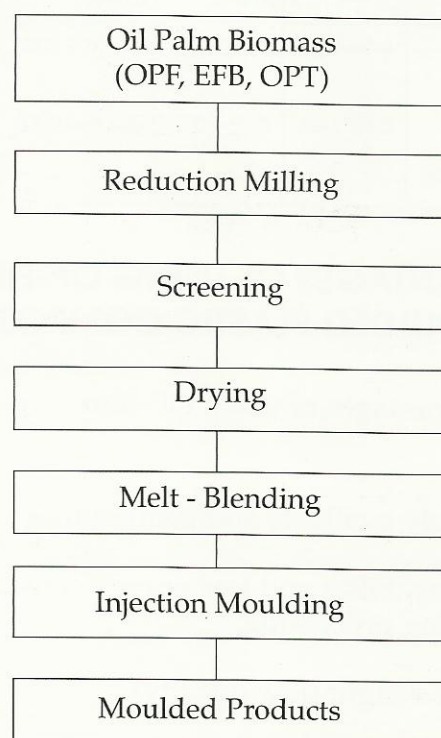 Oil Palm Biomass
(OPF, EFB, OPT)
Reduction Milling
Screening
Drying
Melt - Blending
Injection Moulding
Moulded Products